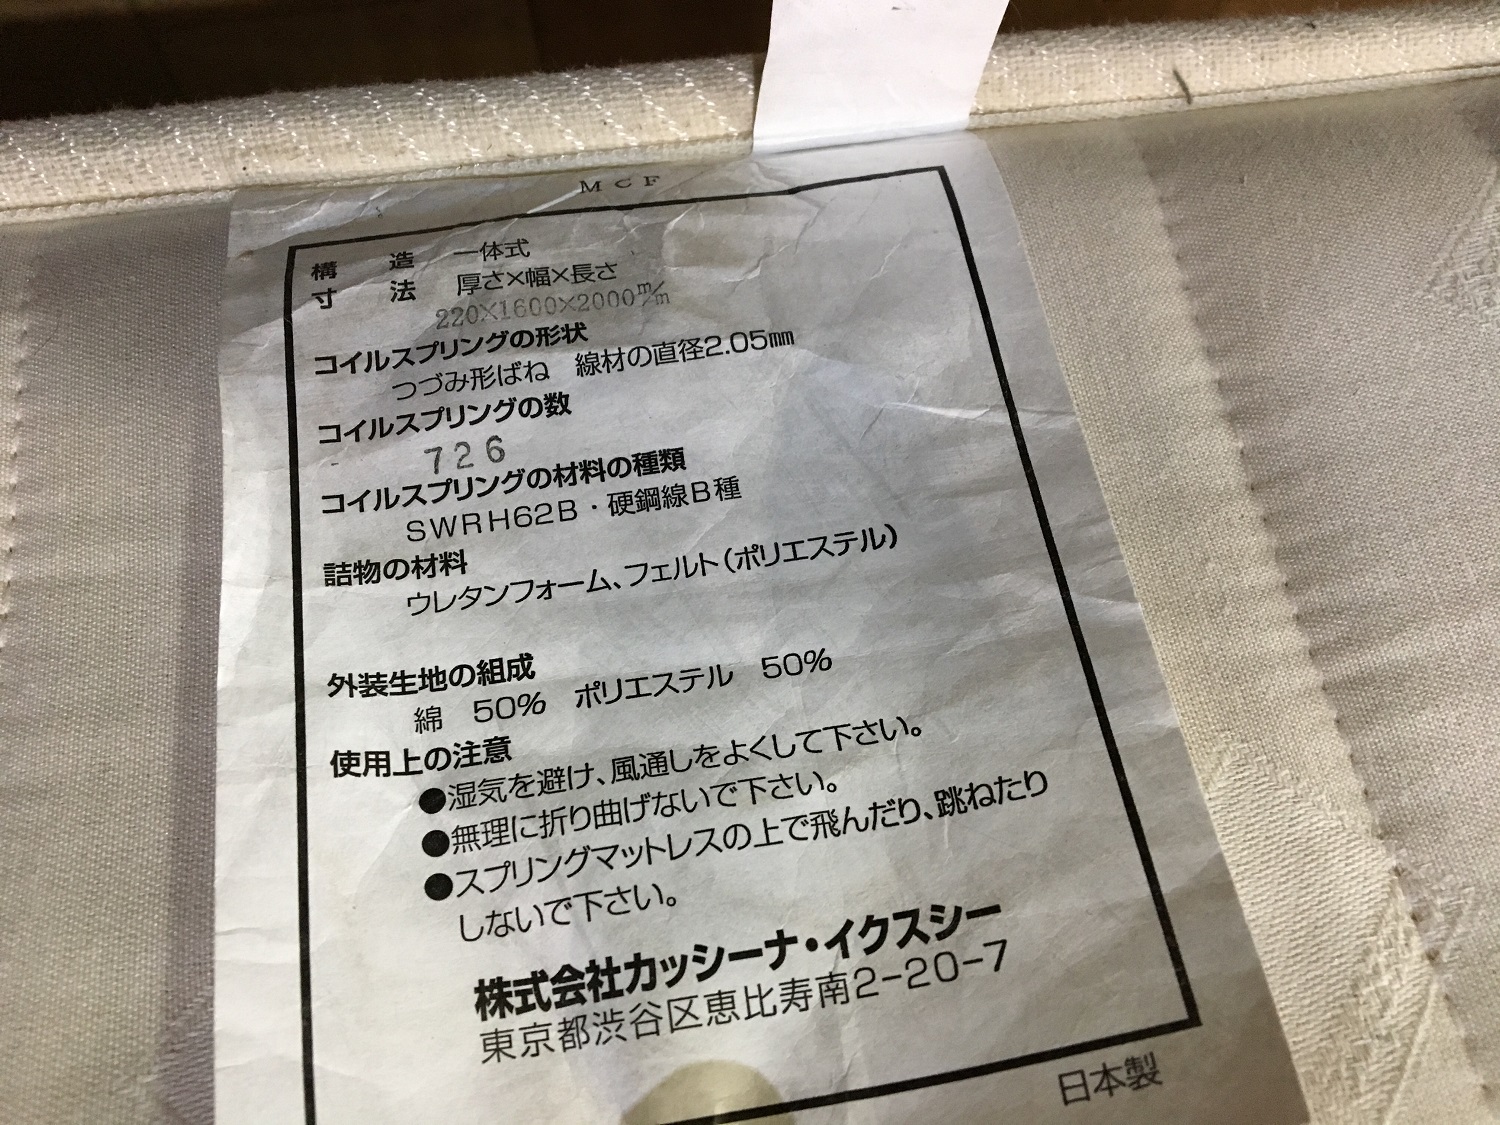 MCF
構造 一体式
寸法 厚さ×幅×長さ
220×1600×2000m/m
コイルスプリングの形状
つづみ形ばね 線材の直径2.05mm
コイルスプリングの数
726
コイルスプリングの材料の種類
SWRH62B・硬鋼線B種
詰物の材料
ウレタンフォーム、フェルト(ポリエステル)
外装生地の組成
綿 50% ポリエステル 50%
使用上の注意
●湿気を避け、風通しをよくして下さい。
●無理に折り曲げないで下さい。
●スプリングマットレスの上で飛んだり、跳ねたり
しないで下さい。
株式会社カッシーナ・イクスシー
東京都渋谷区恵比寿南2-20-7
日本製